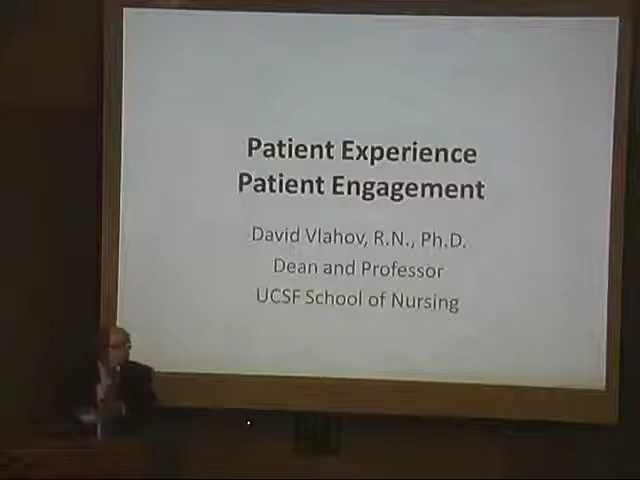 Patient Experience
Patient Engagement
David Vlahov, R.N., Ph.D.
Dean and Professor
UCSF School of Nursing